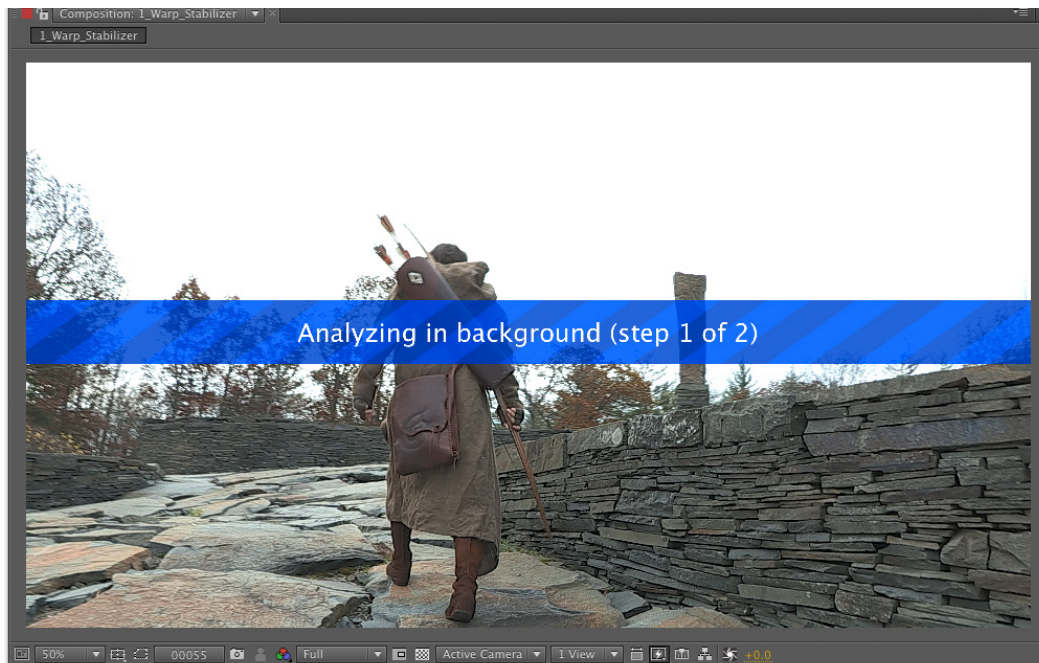 Composition: 1_Warp_Stabilizer
1_Warp_Stabilizer
Analyzing in background (step 1 of 2)
50% 00055 Full Active Camera 1 View +0.0